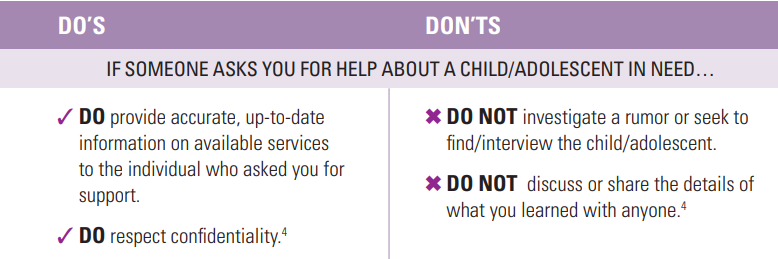 DO'S
DON'TS
IF SOMEONE ASKS YOU FOR HELP ABOUT A CHILD/ADOLESCENT IN NEED…
✓ DO provide accurate, up-to-date
information on available services
to the individual who asked you for
support.
✓ DO respect confidentiality.4
✖ DO NOT investigate a rumor or seek to
find/interview the child/adolescent.
✖ DO NOT discuss or share the details of
what you learned with anyone.4